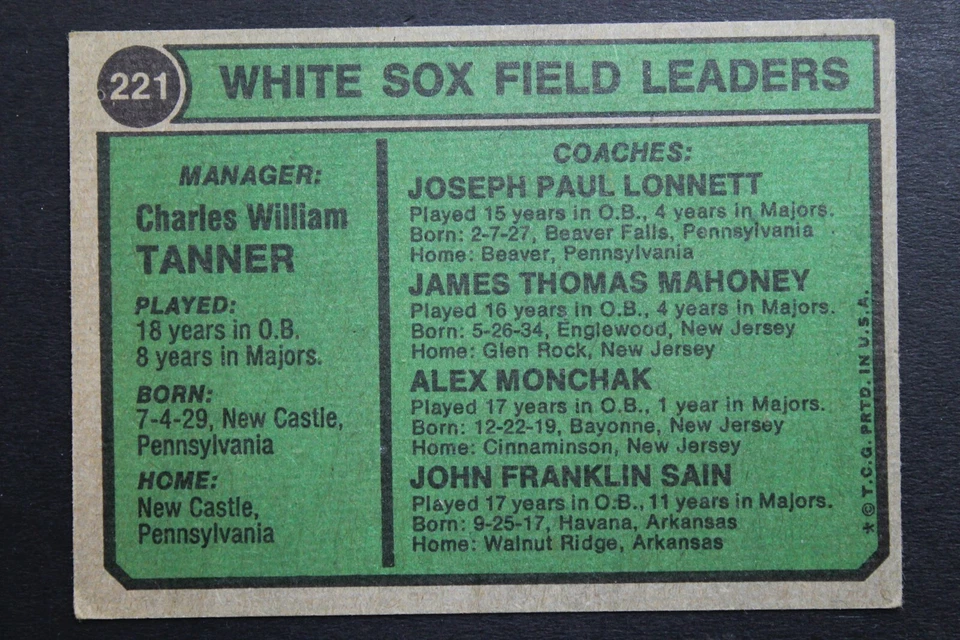 221
WHITE SOX FIELD LEADERS
MANAGER:
Charles William
TANNER
PLAYED:
18 years in O.B.
8 years in Majors.
BORN:
7-4-29, New Castle,
Pennsylvania
HOME:
New Castle,
Pennsylvania
COACHES:
JOSEPH PAUL LONNETT
Played 15 years in O.B., 4 years in Majors.
Born: 2-7-27, Beaver Falls, Pennsylvania
Home: Beaver, Pennsylvania
JAMES THOMAS MAHONEY
Played 16 years in O.B., 4 years in Majors.
Born: 5-26-34, Englewood, New Jersey
Home: Glen Rock, New Jersey
ALEX MONCHAK
Played 17 years in O.B., 1 year in Majors.
Born: 12-22-19, Bayonne, New Jersey
Home: Cinnaminson, New Jersey
JOHN FRANKLIN SAIN
Played 17 years in O.B., 11 years in Majors.
Born: 9-25-17, Havana, Arkansas
Home: Walnut Ridge, Arkansas
* © T.C.G. PRTD. IN U.S.A.